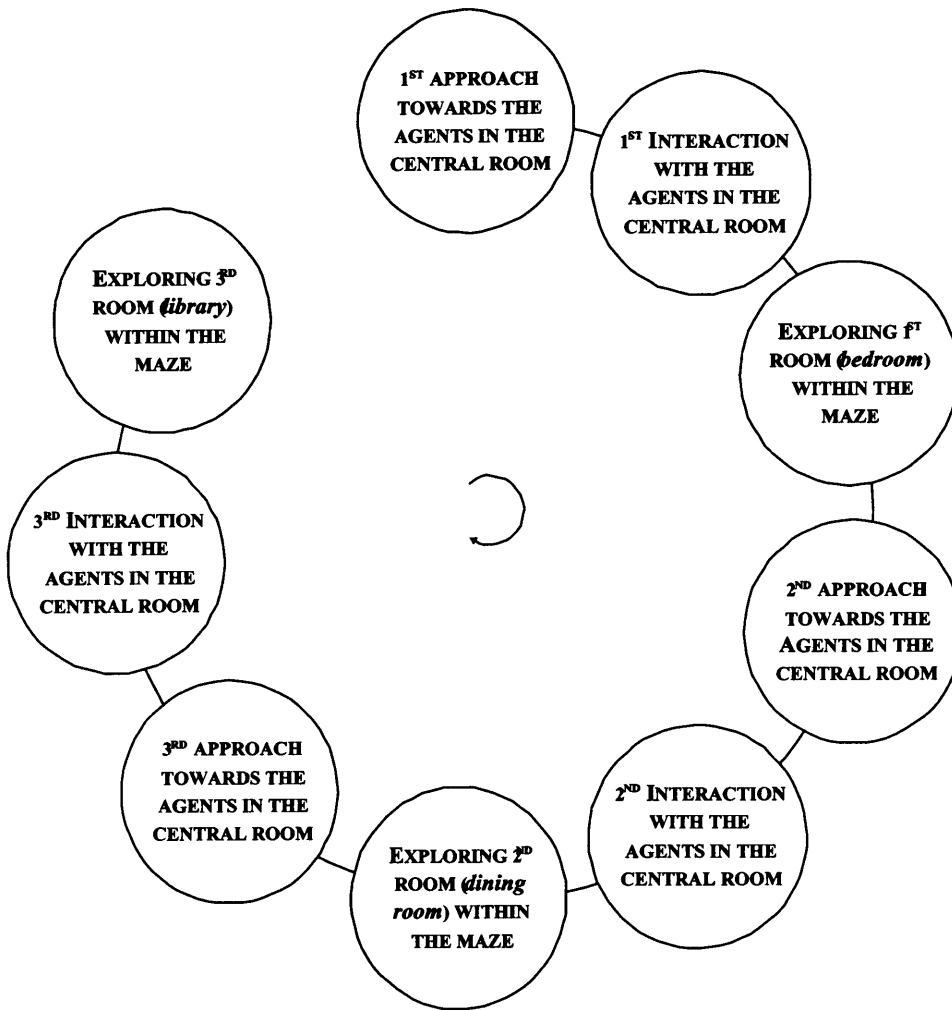 1ST APPROACH
TOWARDS THE
AGENTS IN THE
CENTRAL ROOM
1ST INTERACTION
WITH THE
AGENTS IN THE
CENTRAL ROOM
EXPLORING 1ST
ROOM (bedroom)
WITHIN THE
MAZE
2ND APPROACH
TOWARDS THE
AGENTS IN THE
CENTRAL ROOM
2ND INTERACTION
WITH THE
AGENTS IN THE
CENTRAL ROOM
EXPLORING 2ND
ROOM (dining
room) WITHIN
THE MAZE
3RD APPROACH
TOWARDS THE
AGENTS IN THE
CENTRAL ROOM
3RD INTERACTION
WITH THE
AGENTS IN THE
CENTRAL ROOM
EXPLORING 3RD
ROOM (library)
WITHIN THE
MAZE